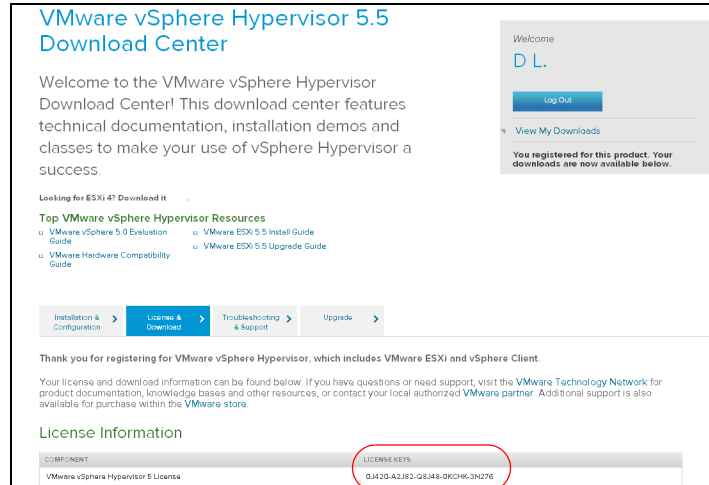 VMware vSphere Hypervisor 5.5
Download Center
Welcome to the VMware vSphere Hypervisor
Download Center! This download center features
technical documentation, installation demos and
classes to make your use of vSphere Hypervisor a
success.
Looking for ESXi 4? Download it .
Top VMware vSphere Hypervisor Resources
VMware vSphere 5.0 Evaluation
Guide
VMware Hardware Compatibility
Guide
VMware ESXi 5.5 Install Guide
VMware ESXi 5.5 Upgrade Guide
Welcome
D L.
Log Out
View My Downloads
You registered for this product. Your
downloads are now available below.
Installation &
Configuration
License &
Download
Troubleshooting
& Support
Upgrade
Thank you for registering for VMware vSphere Hypervisor, which includes VMware ESXi and vSphere Client.
Your license and download information can be found below. If you have questions or need support, visit the VMware Technology Network for
product documentation, knowledge bases and other resources, or contact your local authorized VMware partner. Additional support is also
available for purchase within the VMware store.
License Information
COMPONENT LICENSE KEYS
VMware vSphere Hypervisor 5 License 0J420-A2J82-Q8J48-0KCHK-3N276